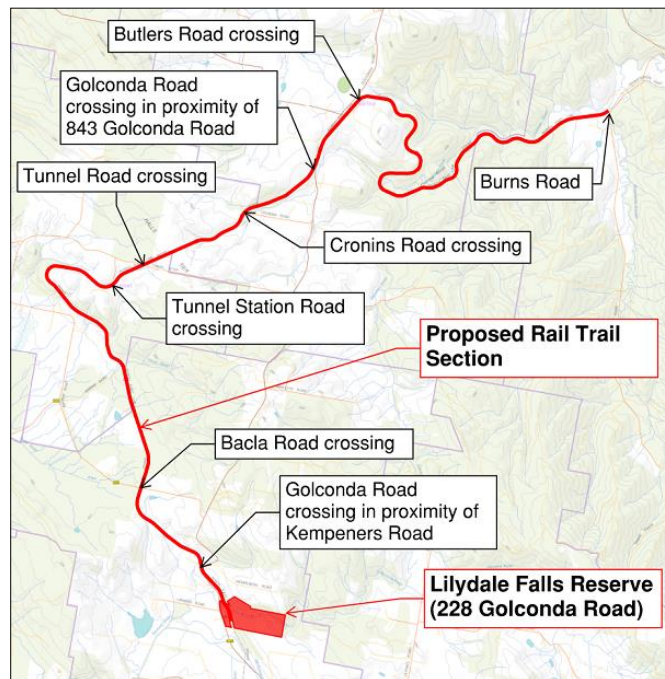 Butlers Road crossing
Golconda Road
crossing in proximity of
843 Golconda Road
Tunnel Road crossing
Burns Road
Cronins Road crossing
Tunnel Station Road
crossing
Proposed Rail Trail
Section
Bacla Road crossing
Golconda Road
crossing in proximity of
Kempeners Road
Lilydale Falls Reserve
(228 Golconda Road)